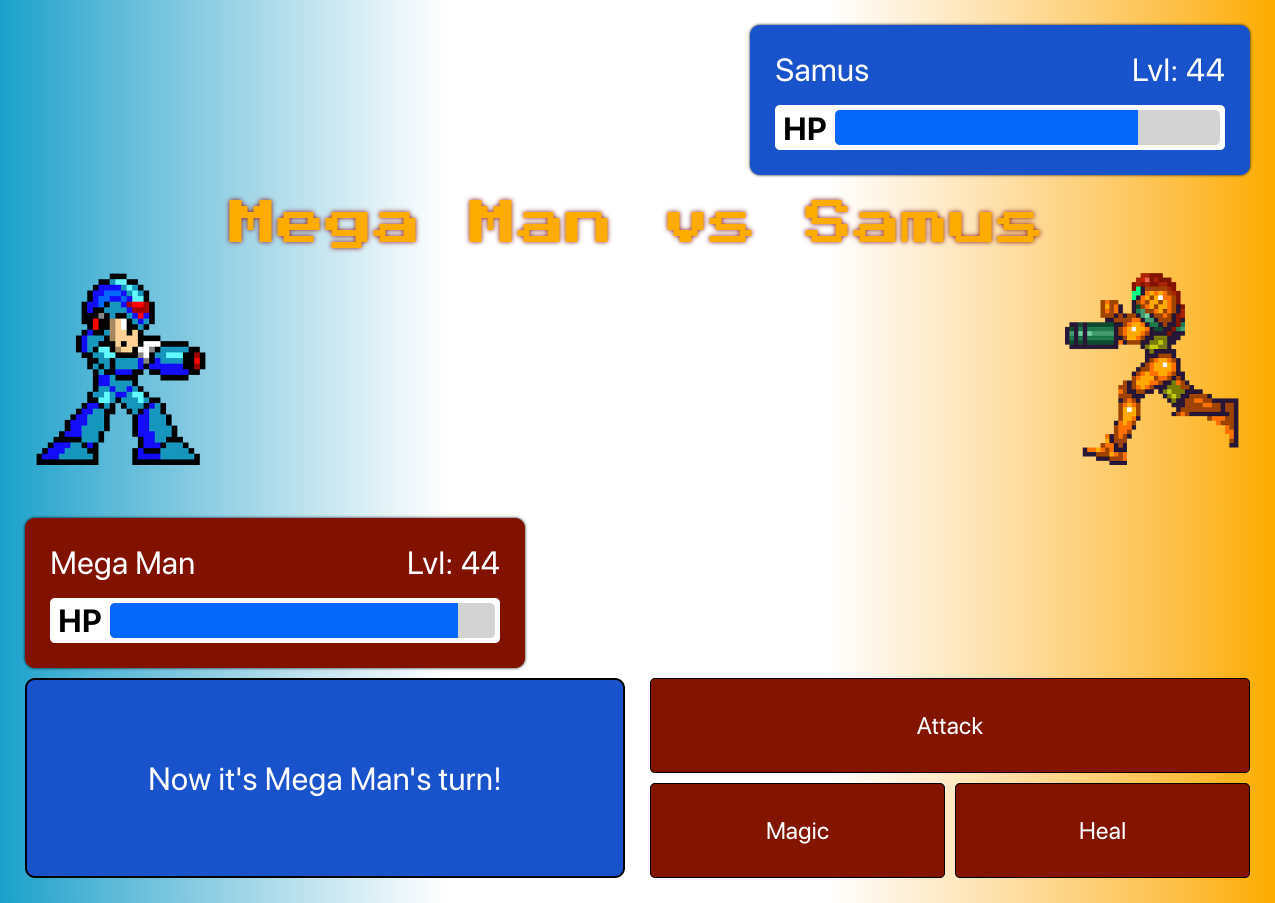 Samus Lvl: 44
HP
Mega Man vs Samus
Mega Man Lvl: 44
HP
Now it's Mega Man's turn!
Attack
Magic Heal